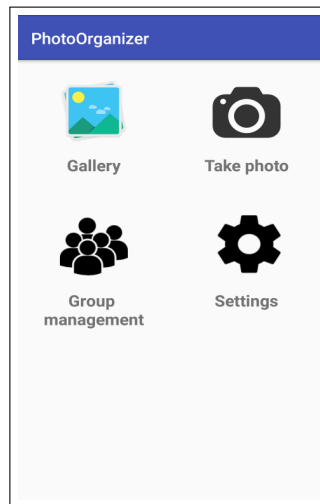 PhotoOrganizer
Gallery
Take photo
Group
management
Settings